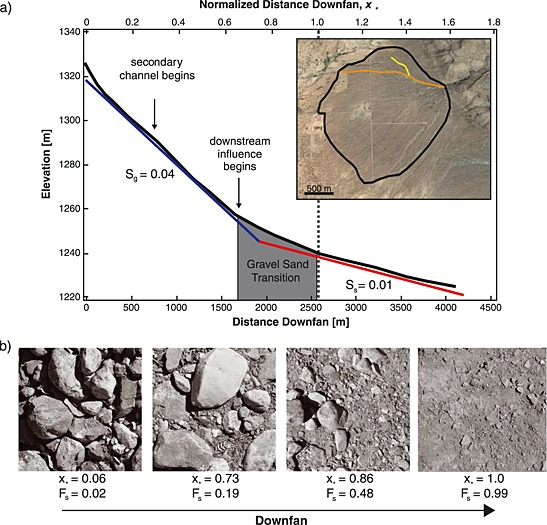 a)
Normalized Distance Downfan, x*
0 0.2 0.4 0.6 0.8 1.0 1.2 1.4 1.6 1.8
Elevation [m]
1340
1320
1300
1280
1260
1240
1220
secondary
channel begins
downstream
influence
begins
Sg = 0.04
500 m
Gravel Sand
Transition
Ss = 0.01
0 500 1000 1500 2000 2500 3000 3500 4000 4500
Distance Downfan [m]
b)
x* = 0.06
Fs = 0.02
x* = 0.73
Fs = 0.19
x* = 0.86
Fs = 0.48
x* = 1.0
Fs = 0.99
Downfan